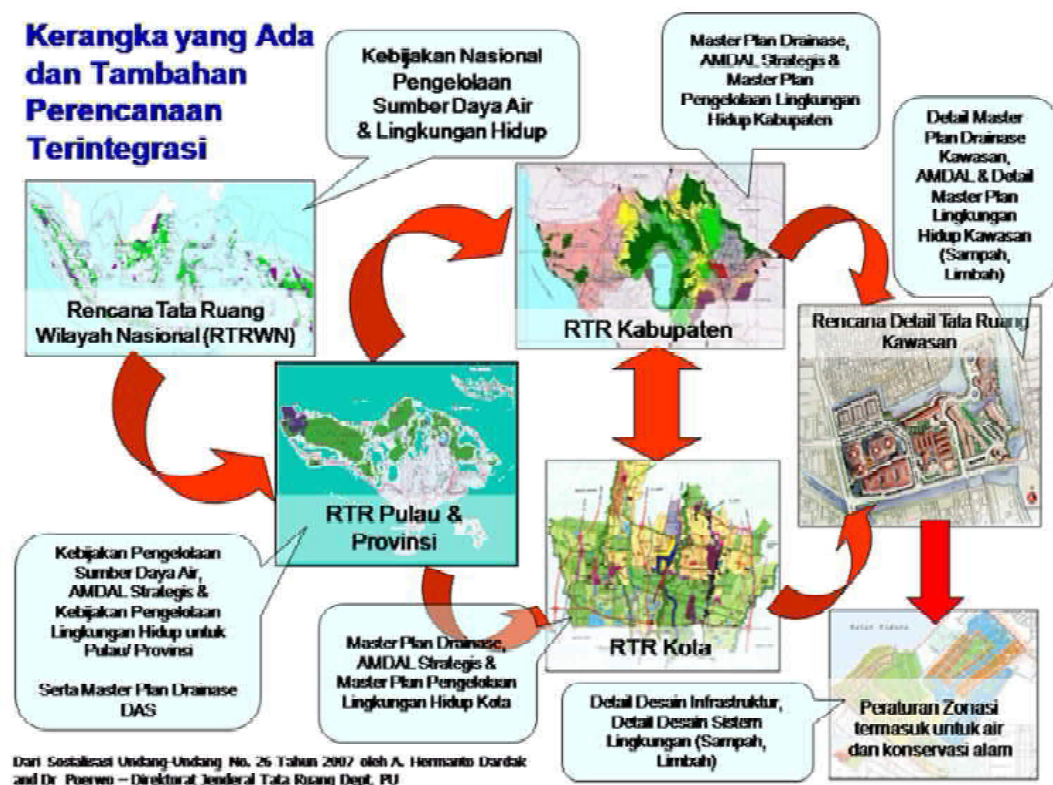 Kerangka yang Ada
dan Tambahan
Perencanaan
Terintegrasi
Kebijakan Nasional
Pengelolaan
Sumber Daya Air
& Lingkungan Hidup
Master Plan Drainase,
AMDAL Strategis &
Master Plan
Pengelolaan Lingkungan
Hidup Kabupaten
Detail Master
Plan Drainase
Kawasan,
AMDAL & Detail
Master Plan
Lingkungan
Hidup Kawasan
(Sampah,
Limbah)
Rencana Tata Ruang
Wilayah Nasional (RTRWN)
RTR Kabupaten
Rencana Detail Tata Ruang
Kawasan
RTR Pulau &
Provinsi
Kebijakan Pengelolaan
Sumber Daya Air,
AMDAL Strategis &
Kebijakan Pengelolaan
Lingkungan Hidup untuk
Pulau/ Provinsi
Serta Master Plan Drainase
DAS
Master Plan Drainase,
AMDAL Strategis &
Master Plan Pengelolaan
Lingkungan Hidup Kota
RTR Kota
Detail Desain Infrastruktur,
Detail Desain Sistem
Lingkungan (Sampah,
Limbah)
Peraturan Zonasi
termasuk untuk air
dan konservasi alam
Dari Sosialisasi Undang-Undang No. 26 Tahun 2007 oleh A. Hermanto Dardak
and Dr Poerwo – Direktorat Jenderal Tata Ruang Dept. PU